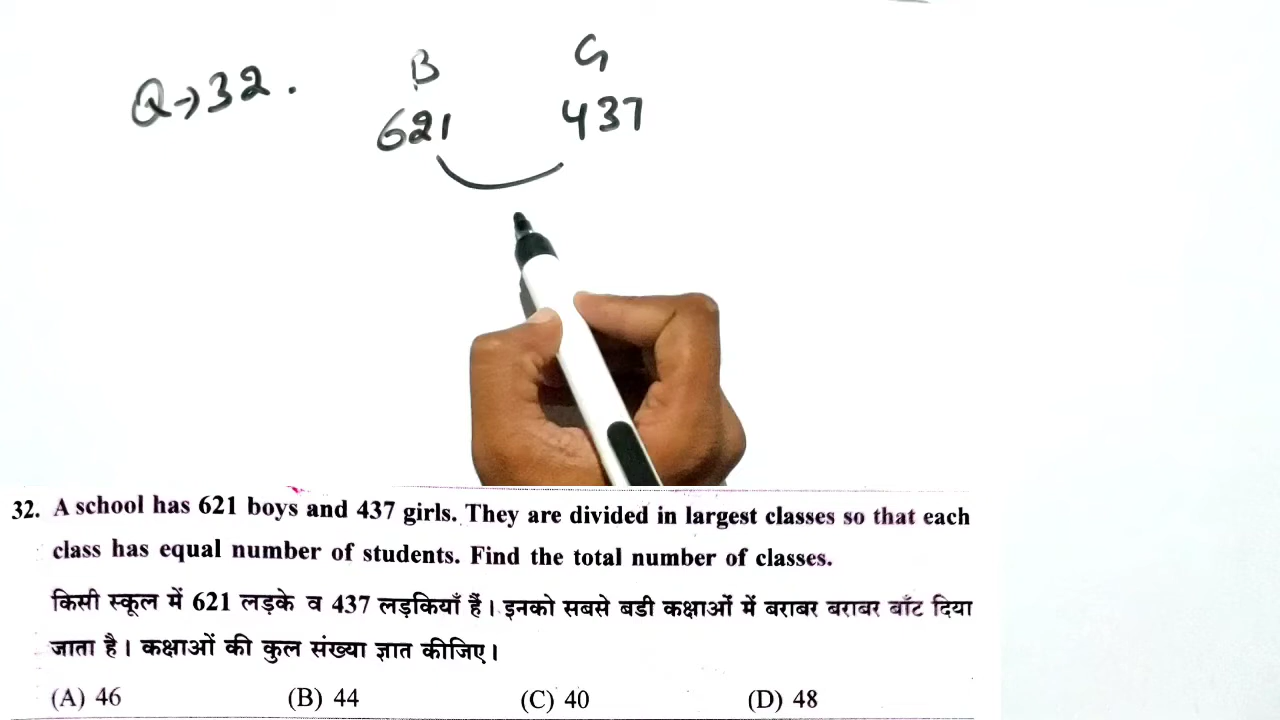 Q→32.
B G
621 437
32. A school has 621 boys and 437 girls. They are divided in largest classes so that each
class has equal number of students. Find the total number of classes.
किसी स्कूल में 621 लड़के व 437 लड़कियाँ हैं। इनको सबसे बडी कक्षाओं में बराबर बराबर बाँट दिया
जाता है। कक्षाओं की कुल संख्या ज्ञात कीजिए।
(A) 46 (B) 44 (C) 40 (D) 48